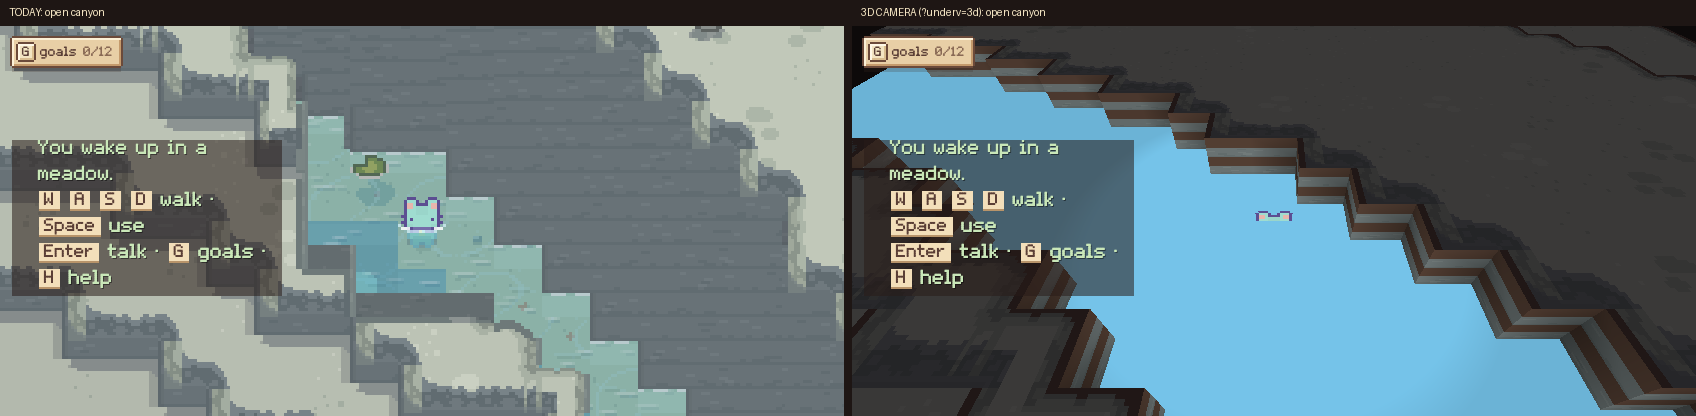 TODAY: open canyon
G goals 0/12
You wake up in a
meadow.
W A S D walk ·
Space use
Enter talk · G goals ·
H help
3D CAMERA (?underv=3d): open canyon
G goals 0/12
You wake up in a
meadow.
W A S D walk ·
Space use
Enter talk · G goals ·
H help